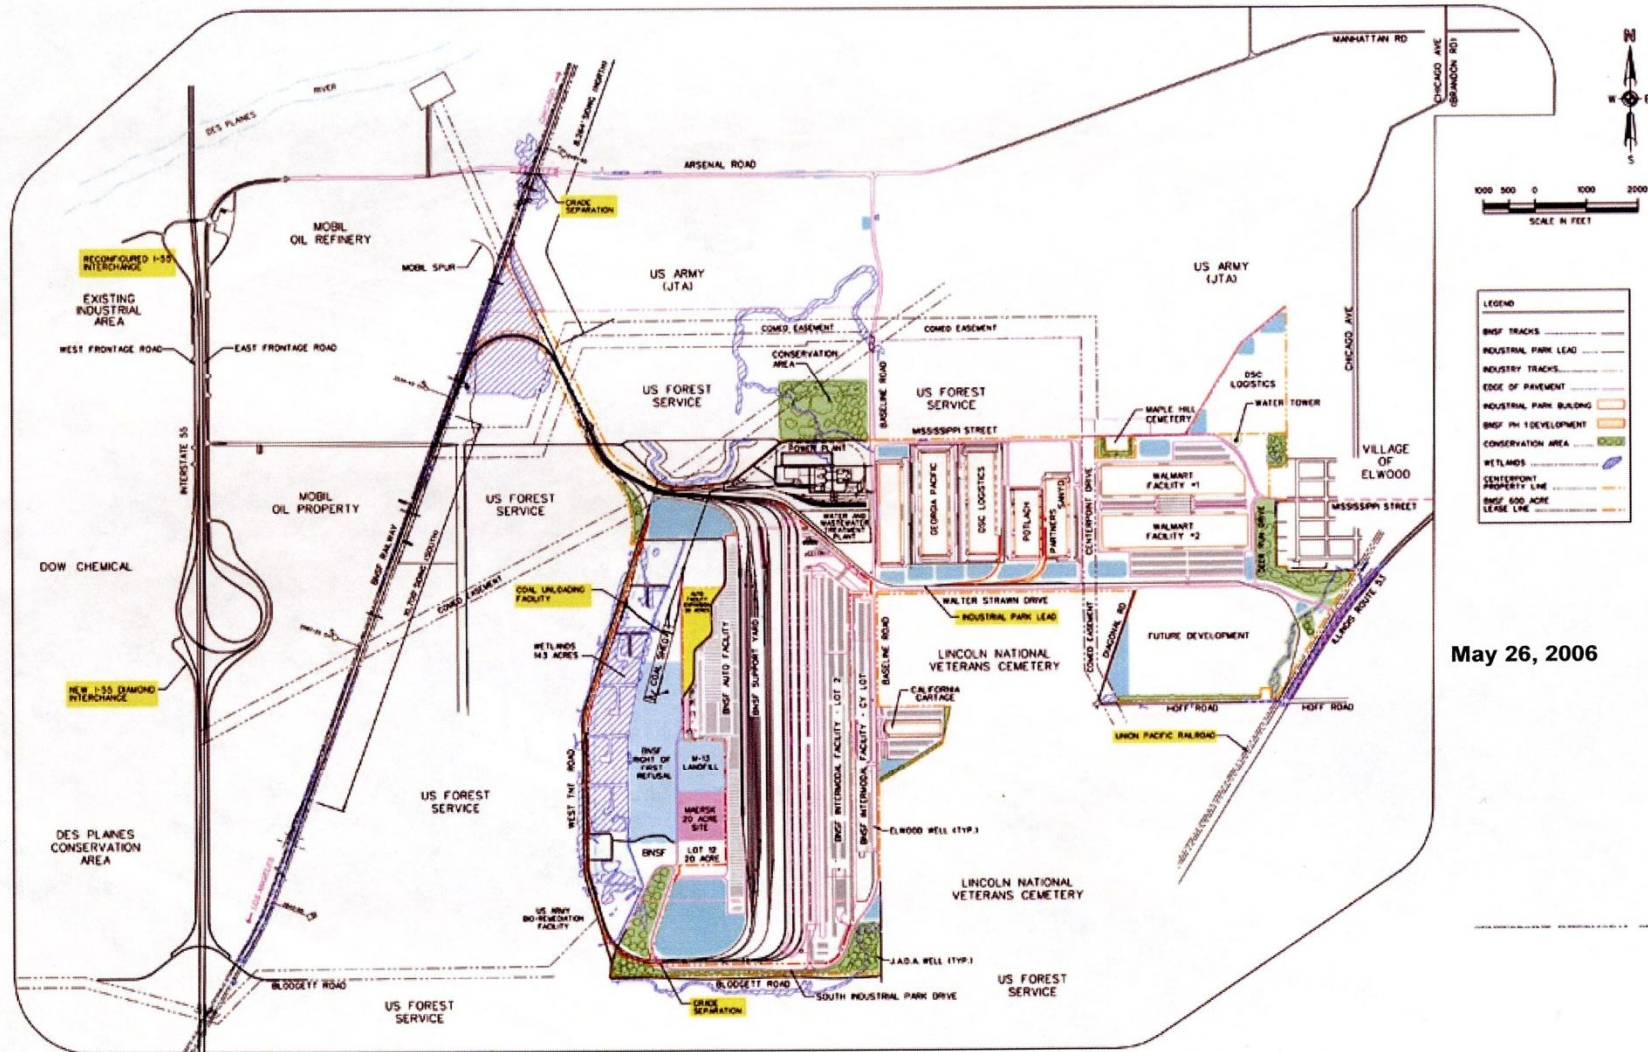 MANHATTAN RD
CHICAGO AVE
(BRANDON RD)
N
W
E
S
1000 500 0 1000 2000
SCALE IN FEET
RIVER
DES PLANES
CHICAGO
ARSENAL ROAD
GRADE
SEPARATION
MOBIL
OIL REFINERY
RECONFIGURED I-55
INTERCHANGE
MOBIL SPUR
US ARMY
(JTA)
US ARMY
(JTA)
EXISTING
INDUSTRIAL
AREA
LEGEND
BNSF TRACKS
INDUSTRIAL PARK LEAD
INDUSTRY TRACKS
EDGE OF PAVEMENT
INDUSTRIAL PARK BUILDING
BNSF PH 1 DEVELOPMENT
CONSERVATION AREA
WETLANDS
CENTERPOINT
PROPERTY LINE
BNSF 600 ACRE
LEASE LINE
WEST FRONTAGE ROAD
EAST FRONTAGE ROAD
COMED EASEMENT
COMED EASEMENT
CONSERVATION
AREA
BASELINE ROAD
CHICAGO AVE
DSC
LOGISTICS
WATER TOWER
US FOREST
SERVICE
US FOREST
SERVICE
MAPLE HILL
CEMETERY
MISSISSIPPI STREET
POWER PLANT
INTERSTATE 55
VILLAGE
OF
ELWOOD
MOBIL
OIL PROPERTY
US FOREST
SERVICE
GEORGIA PACIFIC
DSC LOGISTICS
POTLACH
PARTNERS
SANYO
CENTERPOINT DRIVE
WALMART
FACILITY #1
WALMART
FACILITY #2
MISSISSIPPI STREET
DEER RUN DRIVE
WATER AND
WASTEWATER
TREATMENT
PLANT
BNSF RAILWAY
DOW CHEMICAL
COMED EASEMENT
COAL UNLOADING
FACILITY
WALTER STRAWN DRIVE
INDUSTRIAL PARK LEAD
ILLINOIS ROUTE 53
COMED EASEMENT
DIAGONAL RD
FUTURE DEVELOPMENT
WETLANDS
143 ACRES
COAL SHED
BNSF AUTO FACILITY
BNSF SUPPORT YARD
BASELINE ROAD
LINCOLN NATIONAL
VETERANS CEMETERY
May 26, 2006
NEW I-55 DIAMOND
INTERCHANGE
CALIFORNIA
CARTAGE
HOFF ROAD
HOFF ROAD
UNION PACIFIC RAILROAD
BNSF
RIGHT OF
FIRST
REFUSAL
M-13
LANDFILL
WEST TNT ROAD
US FOREST
SERVICE
MAERSK
20 ACRE
SITE
BNSF INTERMODAL FACILITY - LOT 2
BNSF INTERMODAL FACILITY - CY LOT
ELWOOD WELL (TYP.)
DES PLAINES
CONSERVATION
AREA
BNSF
LOT 12
20 ACRE
LINCOLN NATIONAL
VETERANS CEMETERY
LOS ANGELES
US ARMY
BIO-REMEDIATION
FACILITY
J.A.D.A. WELL (TYP.)
BLODGETT ROAD
BLODGETT ROAD
SOUTH INDUSTRIAL PARK DRIVE
US FOREST
SERVICE
US FOREST
SERVICE
GRADE
SEPARATION